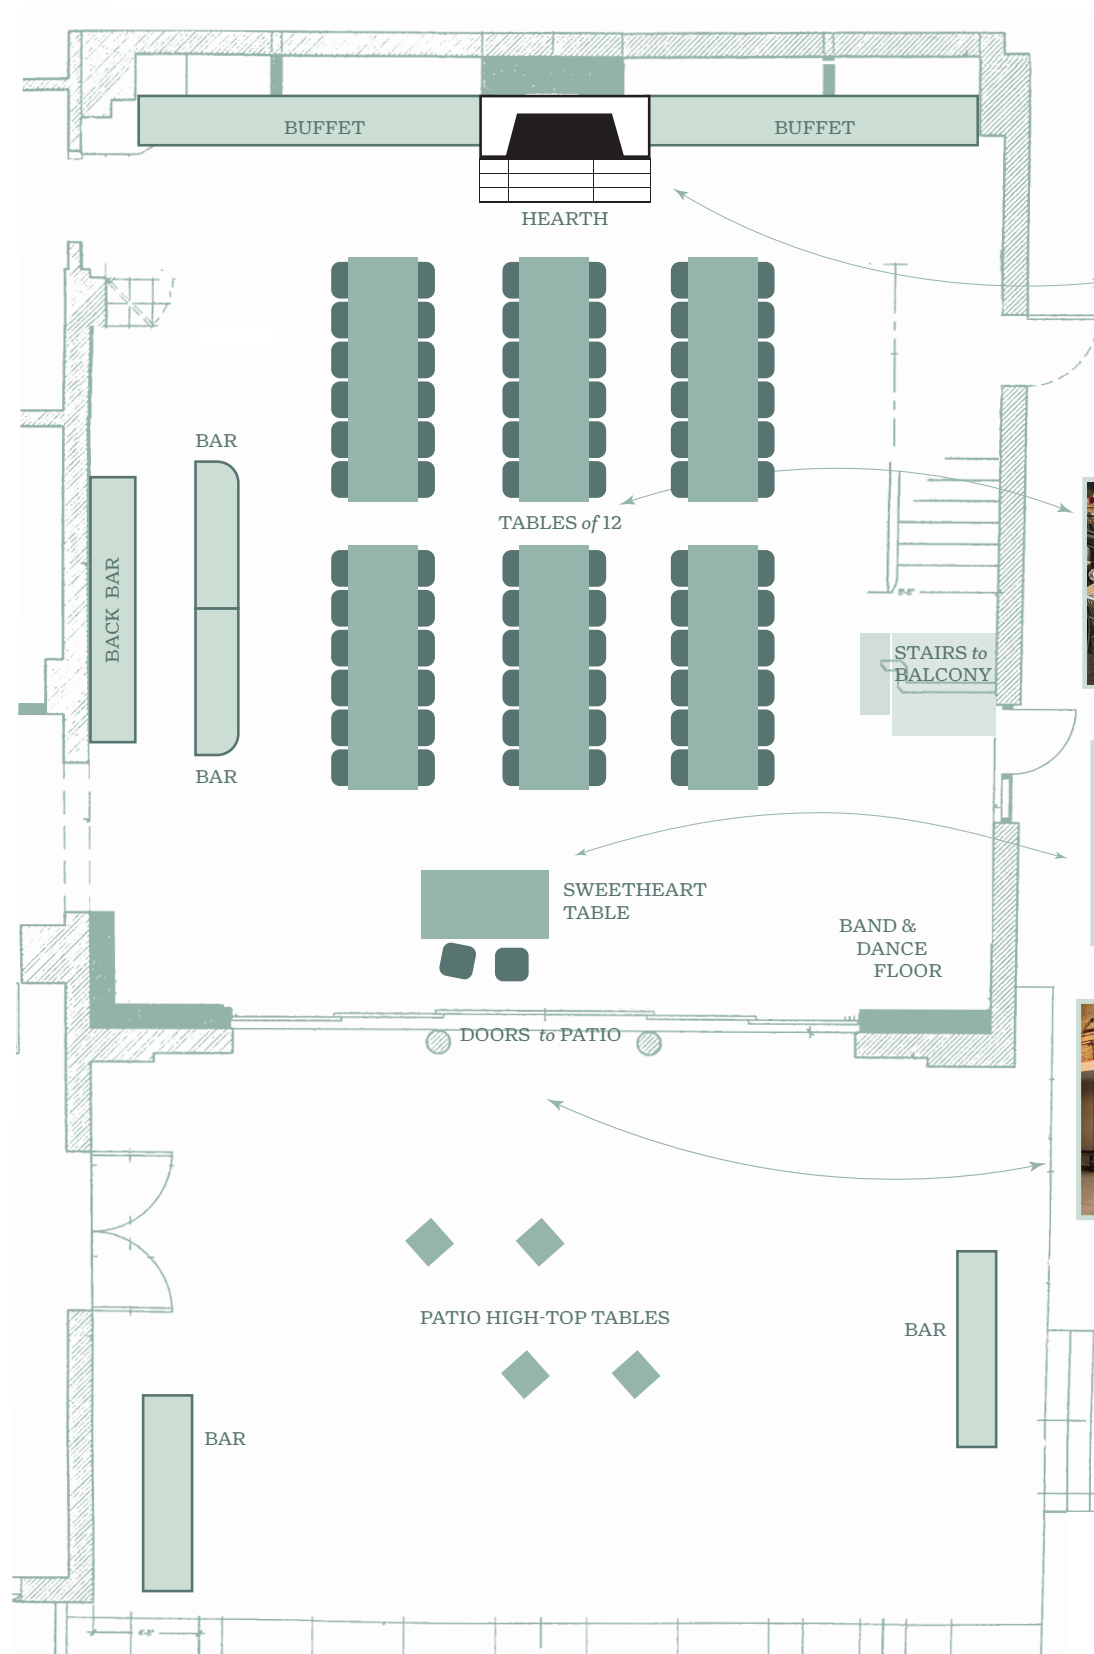 BUFFET
BUFFET
HEARTH
BAR
TABLES of 12
BACK BAR
STAIRS to
BALCONY
BAR
SWEETHEART
TABLE
BAND &
DANCE
FLOOR
DOORS to PATIO
PATIO HIGH-TOP TABLES
BAR
BAR